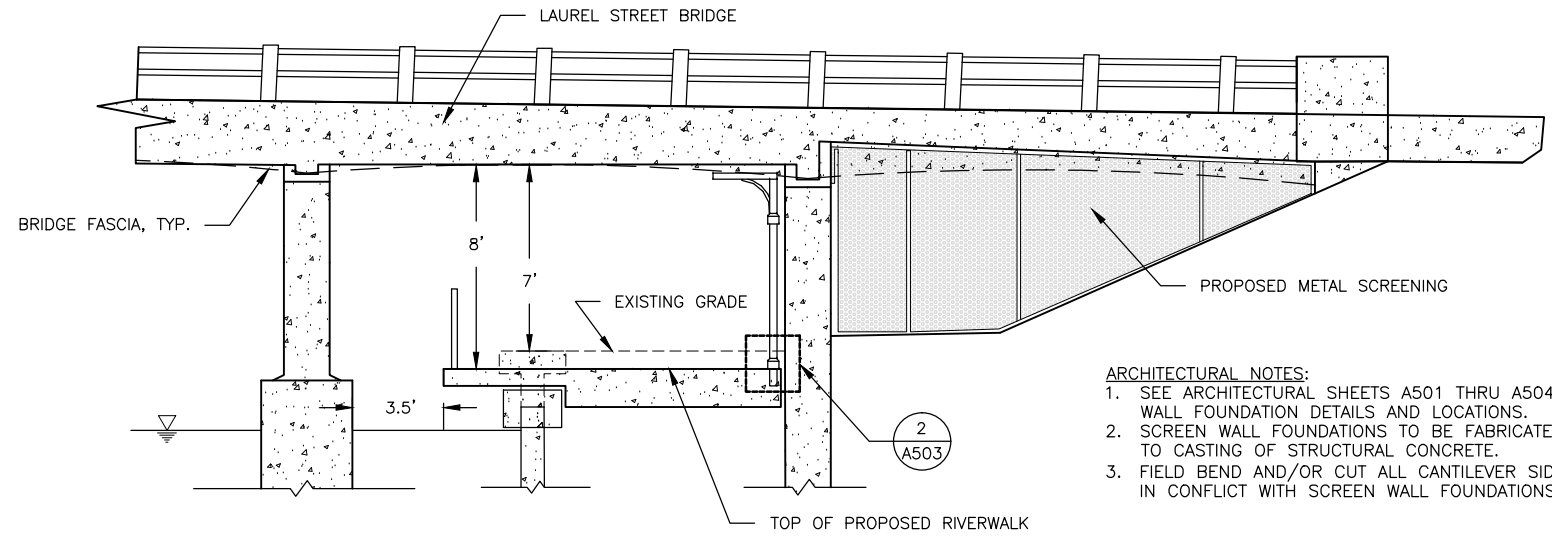 LAUREL STREET BRIDGE
BRIDGE FASCIA, TYP.
8'
7'
EXISTING GRADE
PROPOSED METAL SCREENING
3.5'
2
A503
TOP OF PROPOSED RIVERWALK
ARCHITECTURAL NOTES:
1. SEE ARCHITECTURAL SHEETS A501 THRU A504
WALL FOUNDATION DETAILS AND LOCATIONS.
2. SCREEN WALL FOUNDATIONS TO BE FABRICATE
TO CASTING OF STRUCTURAL CONCRETE.
3. FIELD BEND AND/OR CUT ALL CANTILEVER SID
IN CONFLICT WITH SCREEN WALL FOUNDATIONS